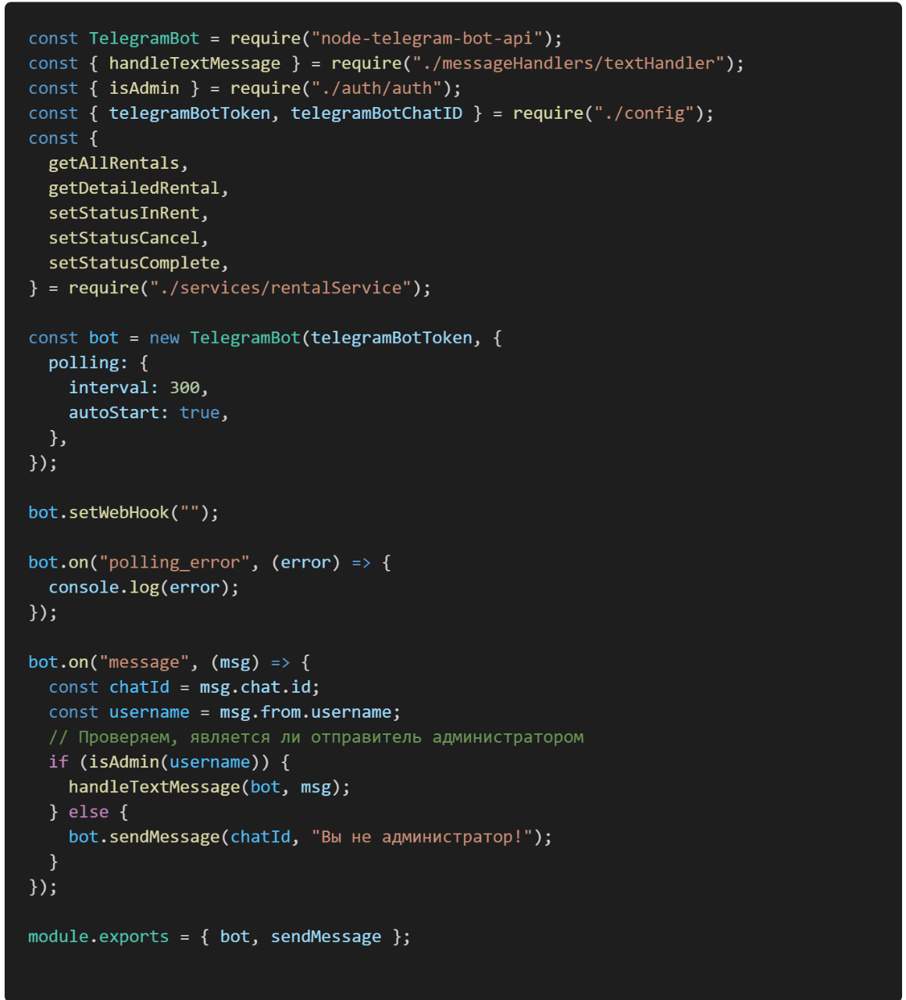 const TelegramBot = require("node-telegram-bot-api");
const { handleTextMessage } = require("./messageHandlers/textHandler");
const { isAdmin } = require("./auth/auth");
const { telegramBotToken, telegramBotChatID } = require("./config");
const {
  getAllRentals,
  getDetailedRental,
  setStatusInRent,
  setStatusCancel,
  setStatusComplete,
} = require("./services/rentalService");

const bot = new TelegramBot(telegramBotToken, {
  polling: {
    interval: 300,
    autoStart: true,
  },
});

bot.setWebHook("");

bot.on("polling_error", (error) => {
  console.log(error);
});

bot.on("message", (msg) => {
  const chatId = msg.chat.id;
  const username = msg.from.username;
  // Проверяем, является ли отправитель администратором
  if (isAdmin(username)) {
    handleTextMessage(bot, msg);
  } else {
    bot.sendMessage(chatId, "Вы не администратор!");
  }
});

module.exports = { bot, sendMessage };